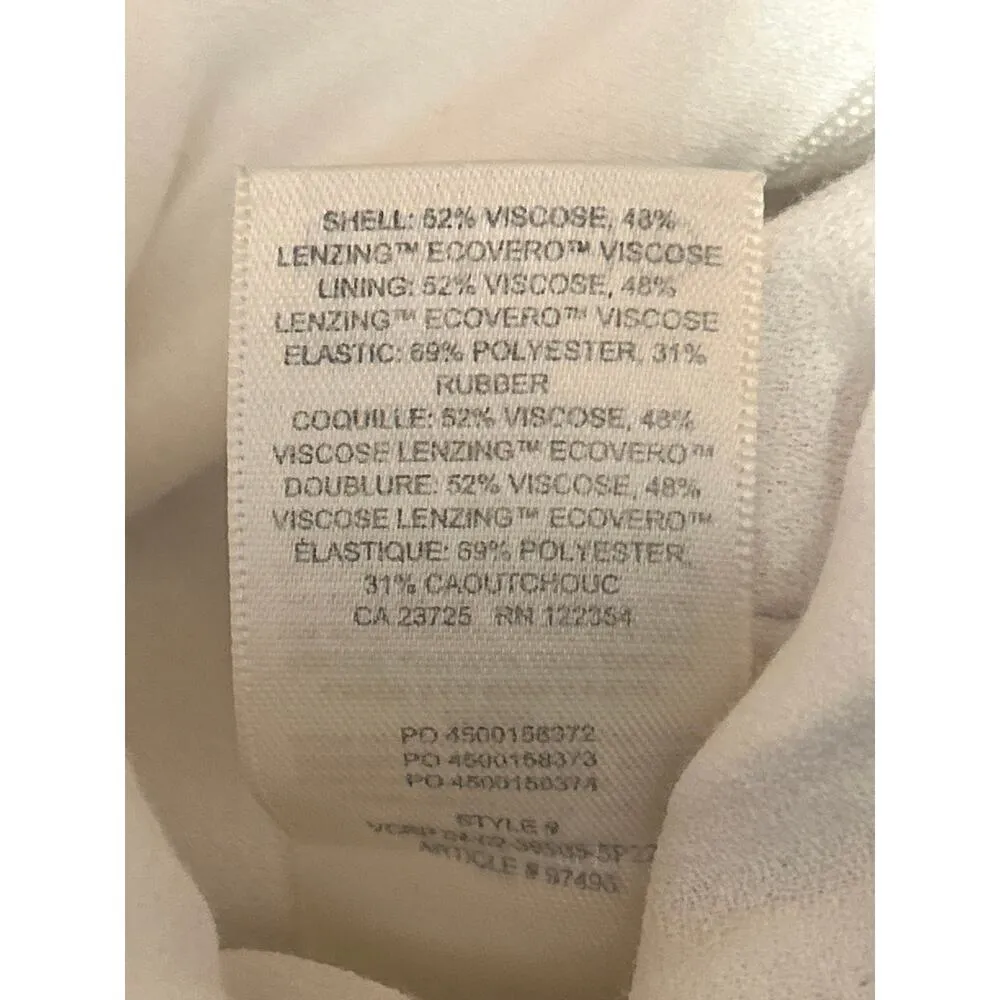 SHELL: 52% VISCOSE, 48%
LENZING™ ECOVERO™ VISCOSE
LINING: 52% VISCOSE, 48%
LENZING™ ECOVERO™ VISCOSE
ELASTIC: 69% POLYESTER, 31%
RUBBER
COQUILLE: 52% VISCOSE, 48%
VISCOSE LENZING™ ECOVERO™
DOUBLURE: 52% VISCOSE, 48%
VISCOSE LENZING™ ECOVERO™
ÉLASTIQUE: 69% POLYESTER,
31% CAOUTCHOUC
CA 23725 RN 122354
PO 4500158372
PO 4500158373
PO 4500158374
STYLE #
ARTICLE #